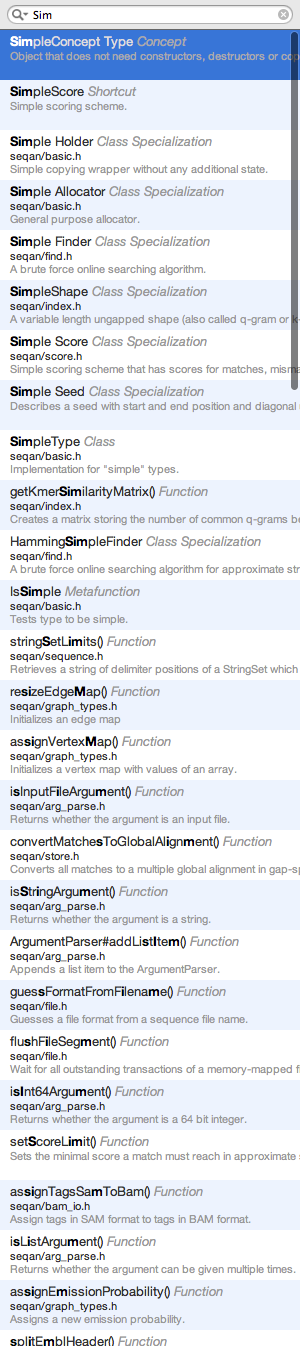 Sim
SimpleConcept Type Concept
Object that does not need constructors, destructors or cop
SimpleScore Shortcut
Simple scoring scheme.
Simple Holder Class Specialization
seqan/basic.h
Simple copying wrapper without any additional state.
Simple Allocator Class Specialization
seqan/basic.h
General purpose allocator.
Simple Finder Class Specialization
seqan/find.h
A brute force online searching algorithm.
SimpleShape Class Specialization
seqan/index.h
A variable length ungapped shape (also called q-gram or k-
Simple Score Class Specialization
seqan/score.h
Simple scoring scheme that has scores for matches, misma
Simple Seed Class Specialization
Describes a seed with start and end position and diagonal
SimpleType Class
seqan/basic.h
Implementation for "simple" types.
getKmerSimilarityMatrix() Function
seqan/index.h
Creates a matrix storing the number of common q-grams be
HammingSimpleFinder Class Specialization
seqan/find.h
A brute force online searching algorithm for approximate str
IsSimple Metafunction
seqan/basic.h
Tests type to be simple.
stringSetLimits() Function
seqan/sequence.h
Retrieves a string of delimiter positions of a StringSet which
resizeEdgeMap() Function
seqan/graph_types.h
Initializes an edge map
assignVertexMap() Function
seqan/graph_types.h
Initializes a vertex map with values of an array.
isInputFileArgument() Function
seqan/arg_parse.h
Returns whether the argument is an input file.
convertMatchesToGlobalAlignment() Function
seqan/store.h
Converts all matches to a multiple global alignment in gap-sp
isStringArgument() Function
seqan/arg_parse.h
Returns whether the argument is a string.
ArgumentParser#addListItem() Function
seqan/arg_parse.h
Appends a list item to the ArgumentParser.
guessFormatFromFilename() Function
seqan/file.h
Guesses a file format from a sequence file name.
flushFileSegment() Function
seqan/file.h
Wait for all outstanding transactions of a memory-mapped fi
isInt64Argument() Function
seqan/arg_parse.h
Returns whether the argument is a 64 bit integer.
setScoreLimit() Function
Sets the minimal score a match must reach in approximate s
assignTagsSamToBam() Function
seqan/bam_io.h
Assign tags in SAM format to tags in BAM format.
isListArgument() Function
seqan/arg_parse.h
Returns whether the argument can be given multiple times.
assignEmissionProbability() Function
seqan/graph_types.h
Assigns a new emission probability.
splitEmblHeader() Function